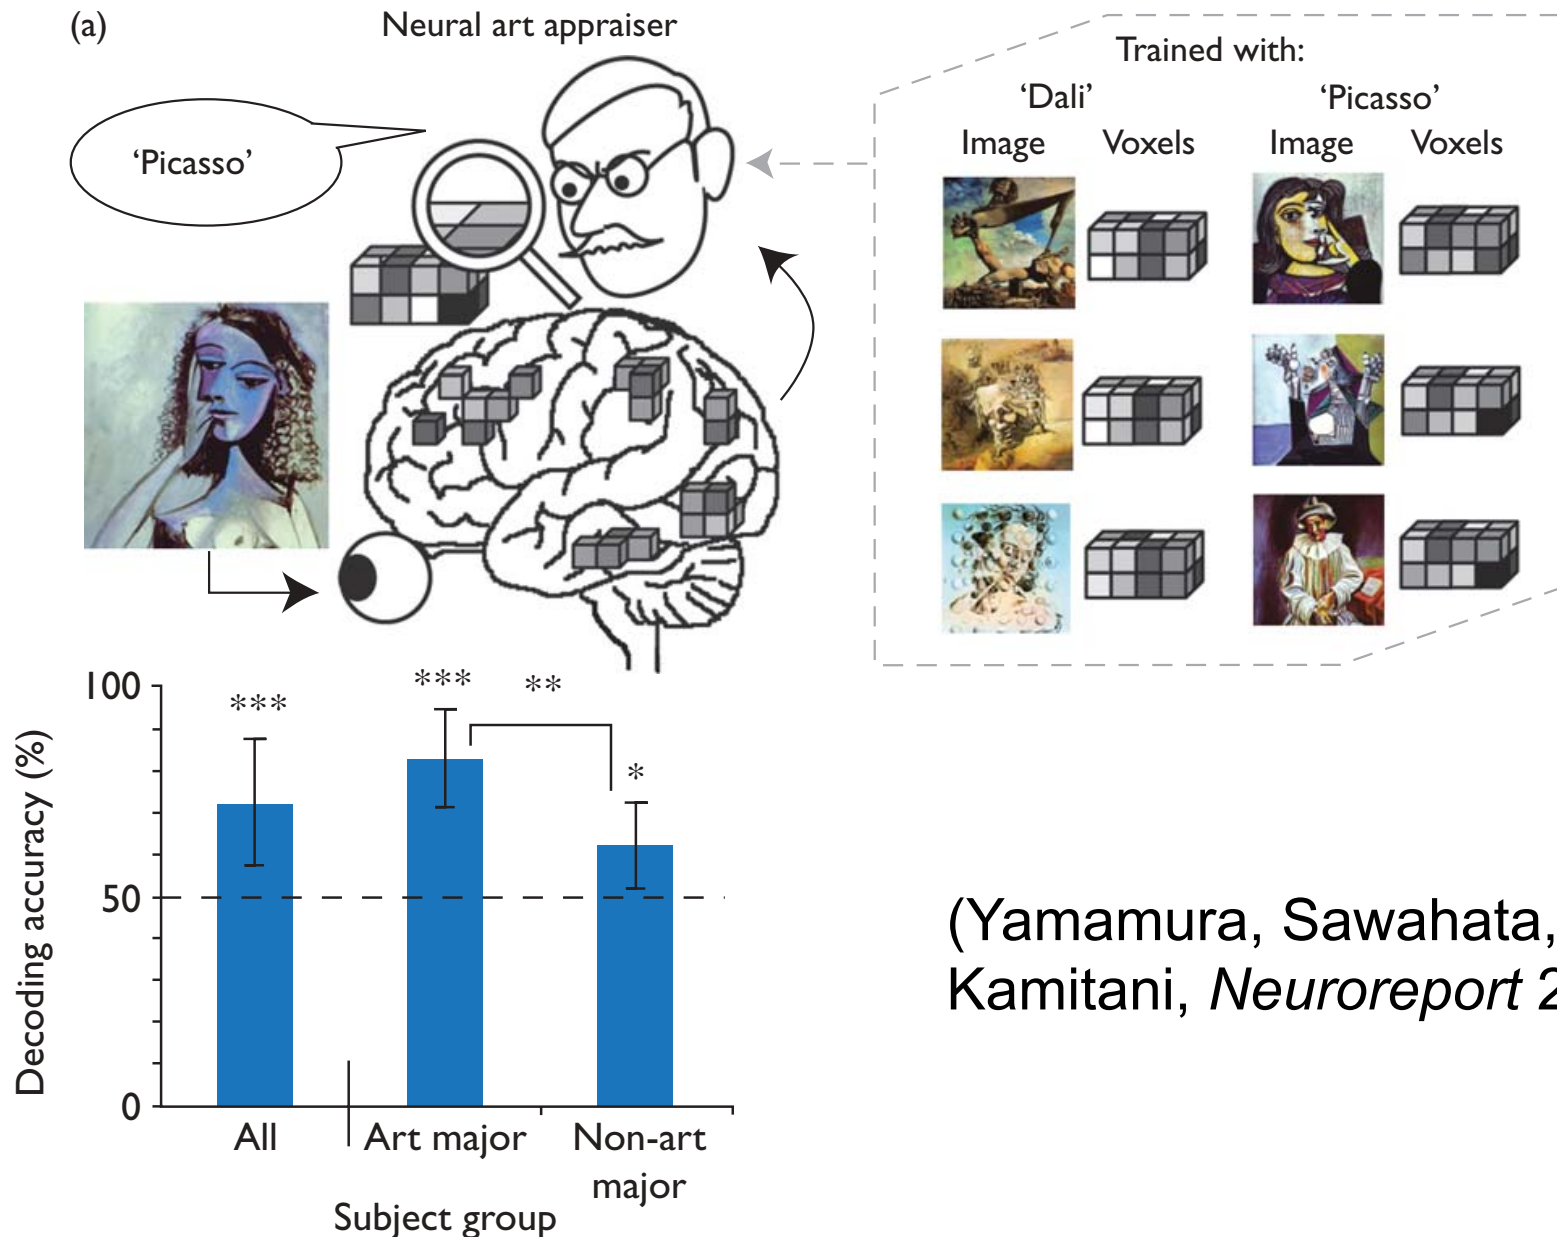 (a)
Neural art appraiser
‘Picasso’
Trained with:
‘Dali’ ‘Picasso’
Image Voxels Image Voxels
100
50
0
Decoding accuracy (%)
***
***
**
*
All
Art major
Non-art
major
Subject group
(Yamamura, Sawahata,
Kamitani, Neuroreport 2